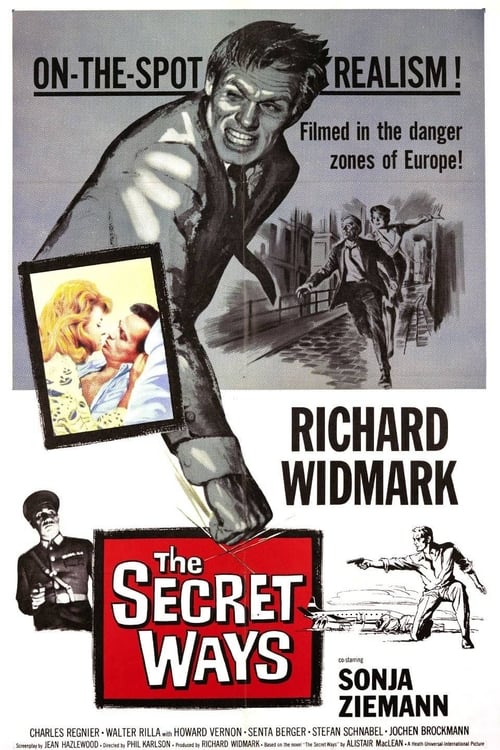 ON-THE-SPOT REALISM!
Filmed in the danger
zones of Europe!
RICHARD
WIDMARK
The
SECRET
WAYS
co-starring
SONJA
ZIEMANN
CHARLES REGNIER • WALTER RILLA with HOWARD VERNON • SENTA BERGER • STEFAN SCHNABEL • JOCHEN BROCKMANN
Screenplay by JEAN HAZLEWOOD • Directed by PHIL KARLSON • Produced by RICHARD WIDMARK • Based on the novel "The Secret Ways" by ALISTAIR MacLEAN • A Heath Universal-International Picture